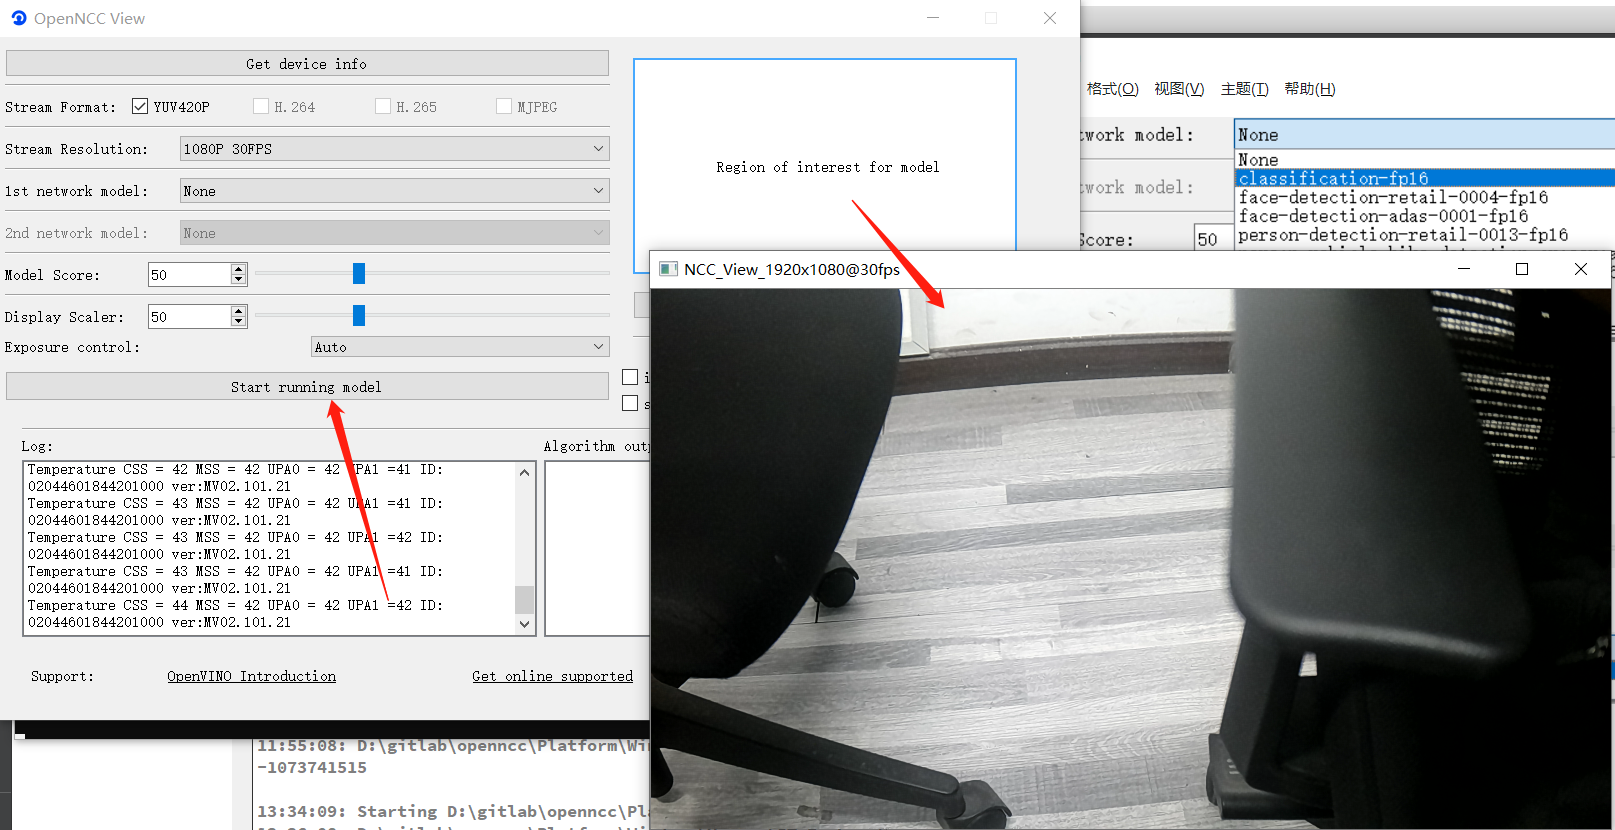 OpenNCC View
Get device info
Stream Format: YUV420P H.264 H.265 MJPEG
Stream Resolution: 1080P 30FPS
1st network model: None
2nd network model: None
Model Score: 50
Display Scaler: 50
Exposure control: Auto
Start running model
Region of interest for model
Log:
Temperature CSS = 42 MSS = 42 UPA0 = 42 UPA1 =41 ID:
02044601844201000 ver:MV02.101.21
Temperature CSS = 43 MSS = 42 UPA0 = 42 UPA1 =41 ID:
02044601844201000 ver:MV02.101.21
Temperature CSS = 43 MSS = 42 UPA0 = 42 UPA1 =42 ID:
02044601844201000 ver:MV02.101.21
Temperature CSS = 43 MSS = 42 UPA0 = 42 UPA1 =41 ID:
02044601844201000 ver:MV02.101.21
Temperature CSS = 44 MSS = 42 UPA0 = 42 UPA1 =42 ID:
02044601844201000 ver:MV02.101.21
Algorithm outp
Support: OpenVINO Introduction Get online supported
格式(O) 视图(V) 主题(T) 帮助(H)
twork model: None
None
classification-fp16
twork model:
face-detection-retail-0004-fp16
face-detection-adas-0001-fp16
Score: 50
person-detection-retail-0013-fp16
NCC_View_1920x1080@30fps
11:55:08: D:\gitlab\openncc\Platform\Wi
-1073741515
13:34:09: Starting D:\gitlab\openncc\Pla